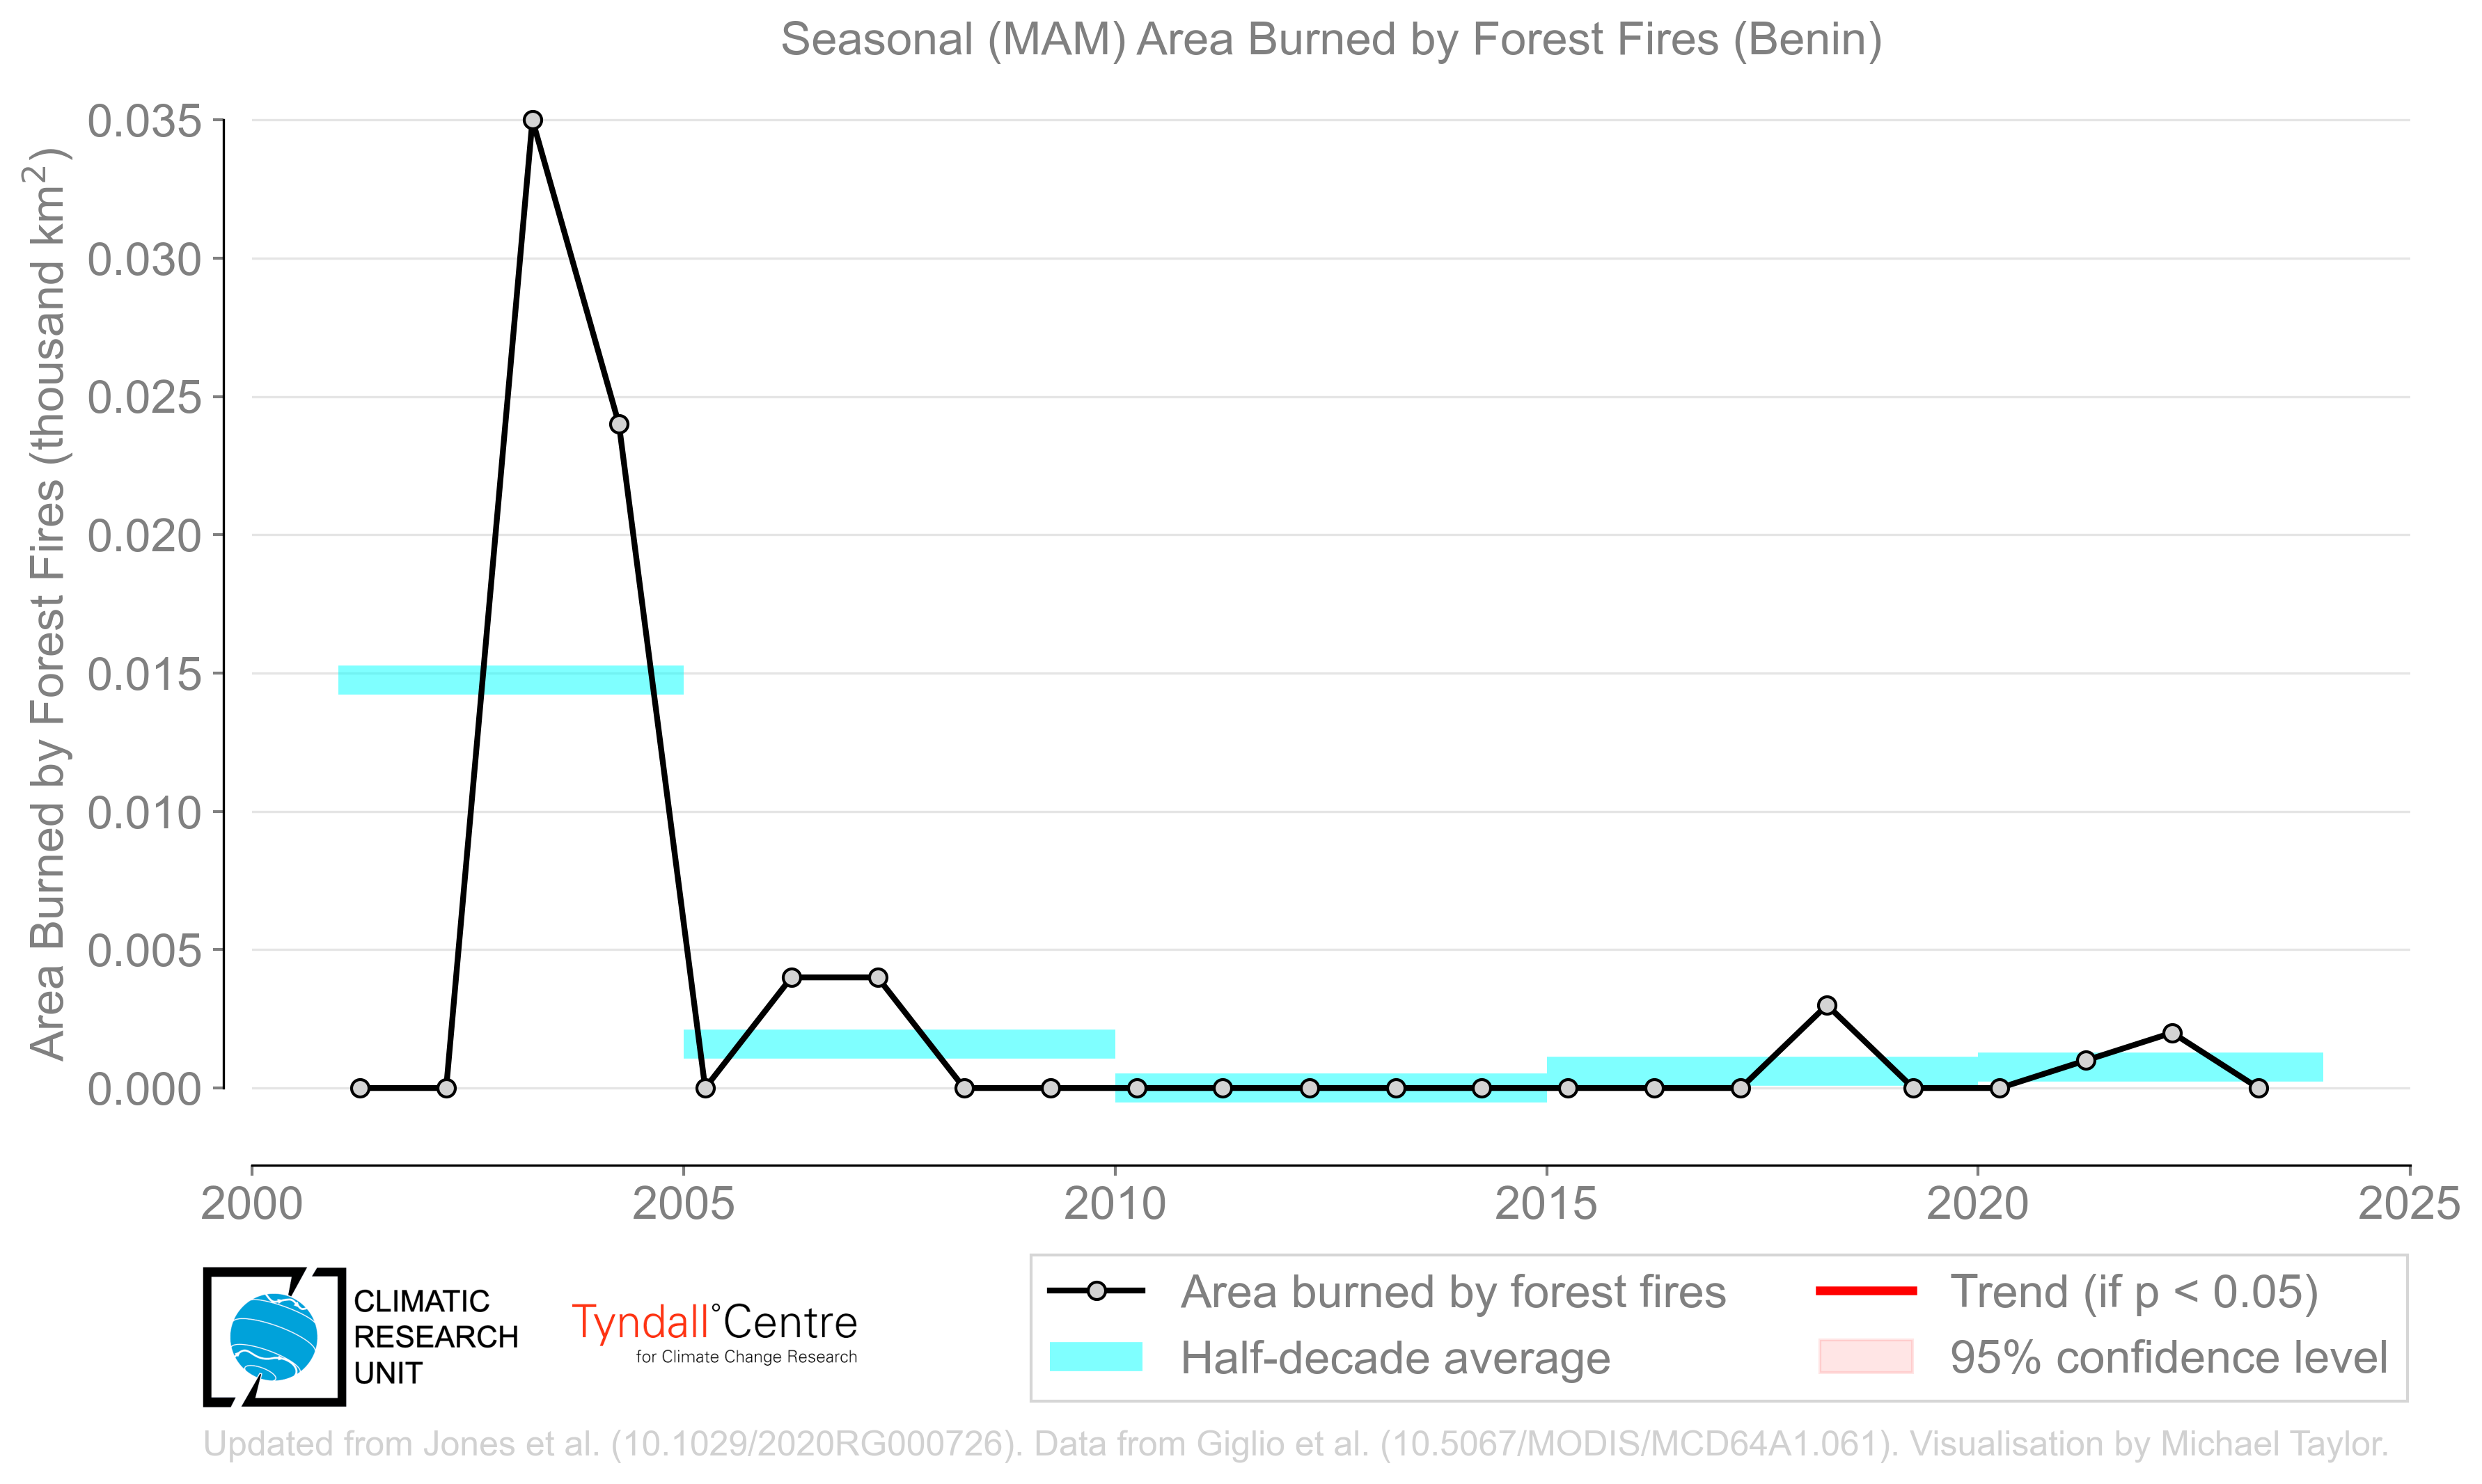 Seasonal (MAM) Area Burned by Forest Fires (Benin)
Area Burned by Forest Fires (thousand km²)
0.035
0.030
0.025
0.020
0.015
0.010
0.005
0.000
2000 2005 2010 2015 2020 2025
CLIMATIC
RESEARCH
UNIT
Tyndall°Centre
for Climate Change Research
Area burned by forest fires
Half-decade average
Trend (if p < 0.05)
95% confidence level
Updated from Jones et al. (10.1029/2020RG000726). Data from Giglio et al. (10.5067/MODIS/MCD64A1.061). Visualisation by Michael Taylor.